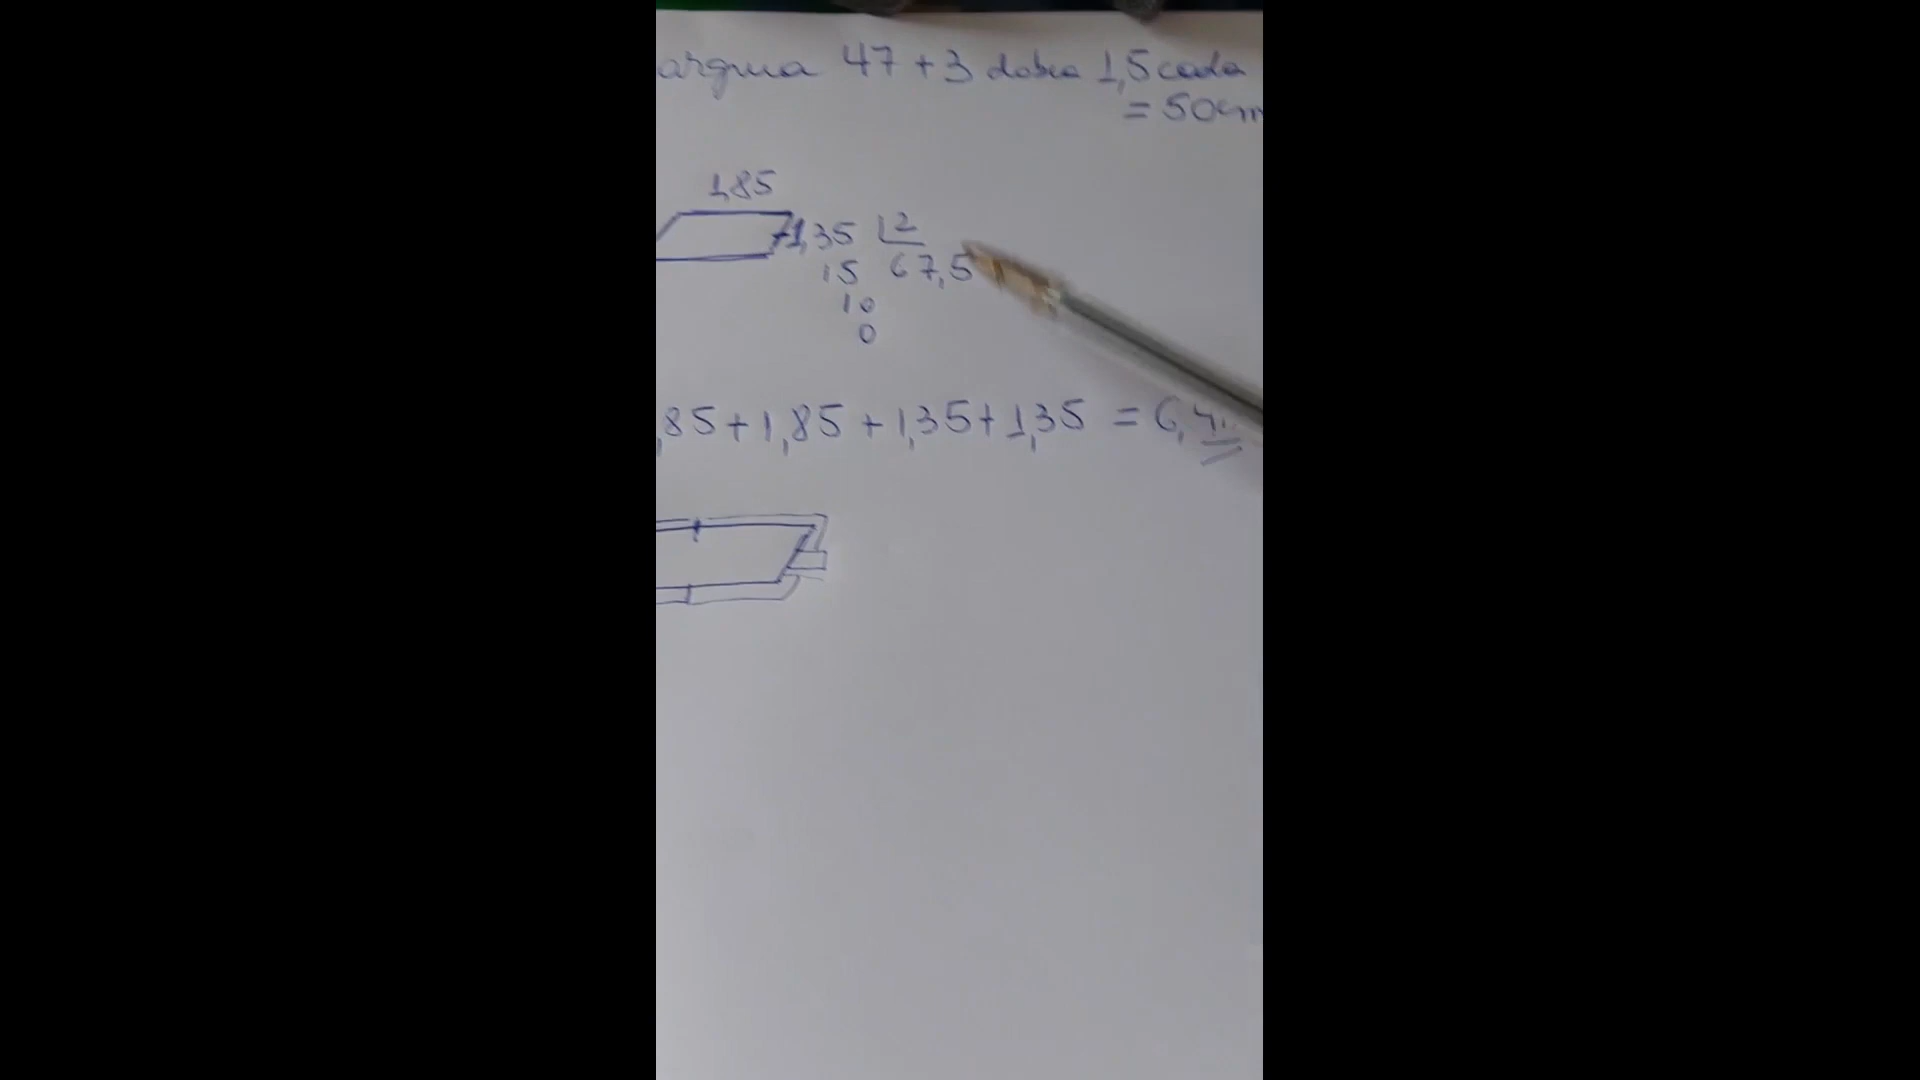 argura 47 + 3 dobra 1,5 cada
= 50cm
1,85
1,35 2
15 67,5
10
0
,85 + 1,85 + 1,35 + 1,35 = 6,4